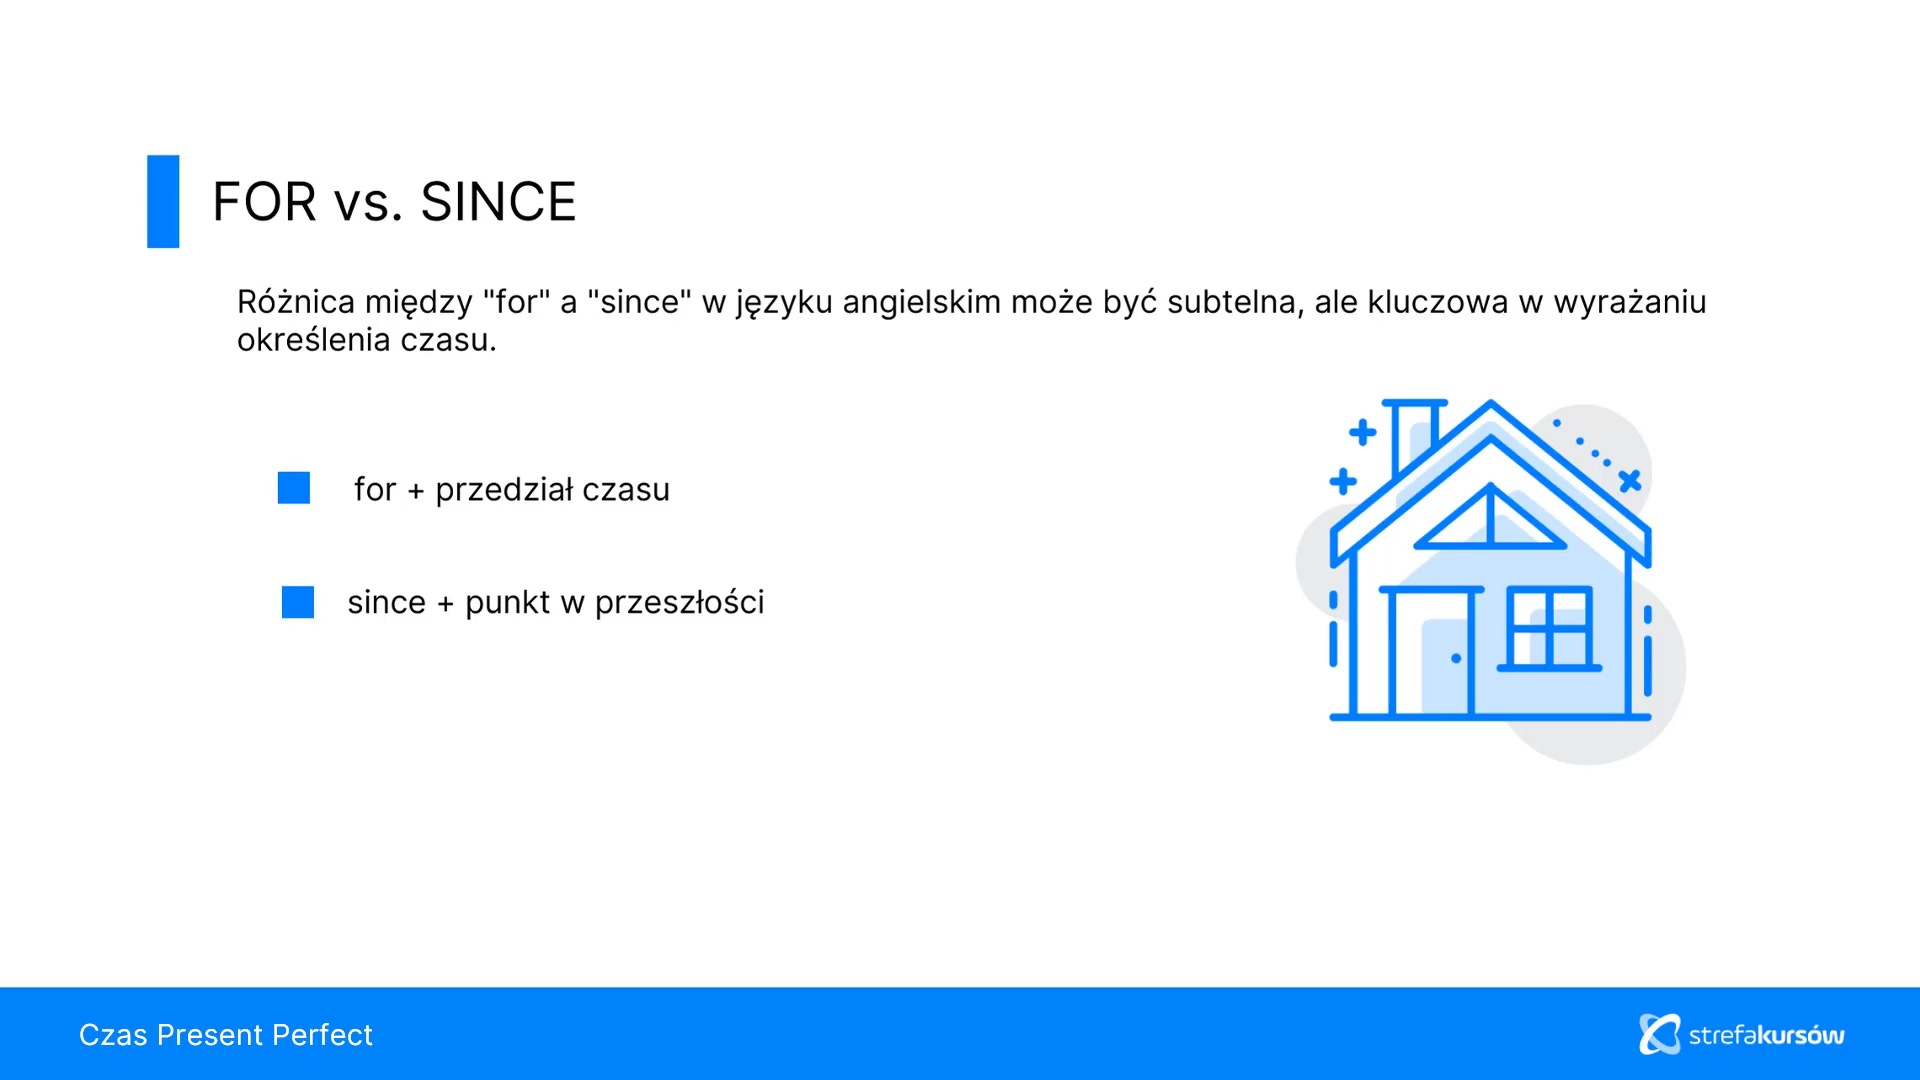 FOR vs. SINCE
Różnica między "for" a "since" w języku angielskim może być subtelna, ale kluczowa w wyrażaniu
określenia czasu.
for + przedział czasu
since + punkt w przeszłości
Czas Present Perfect
strefakursów